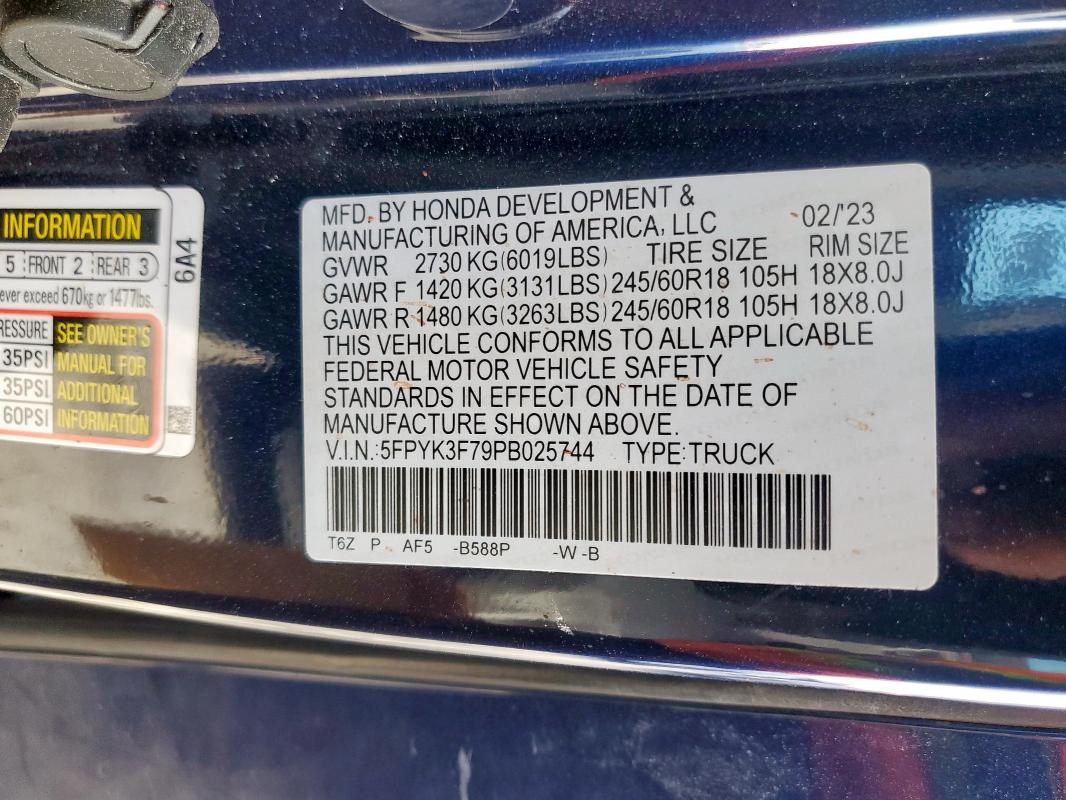 INFORMATION
5 FRONT 2 REAR 3
ever exceed 670kg or 1477lbs.
RESSURE SEE OWNER'S
35PSI MANUAL FOR
35PSI ADDITIONAL
60PSI INFORMATION
6A4
MFD. BY HONDA DEVELOPMENT &
MANUFACTURING OF AMERICA, LLC 02/'23
GVWR 2730 KG(6019LBS) TIRE SIZE RIM SIZE
GAWR F 1420 KG(3131LBS) 245/60R18 105H 18X8.0J
GAWR R 1480 KG(3263LBS) 245/60R18 105H 18X8.0J
THIS VEHICLE CONFORMS TO ALL APPLICABLE
FEDERAL MOTOR VEHICLE SAFETY
STANDARDS IN EFFECT ON THE DATE OF
MANUFACTURE SHOWN ABOVE.
V.I.N.:5FPYK3F79PB025744 TYPE:TRUCK
T6Z P AF5 -B588P -W -B